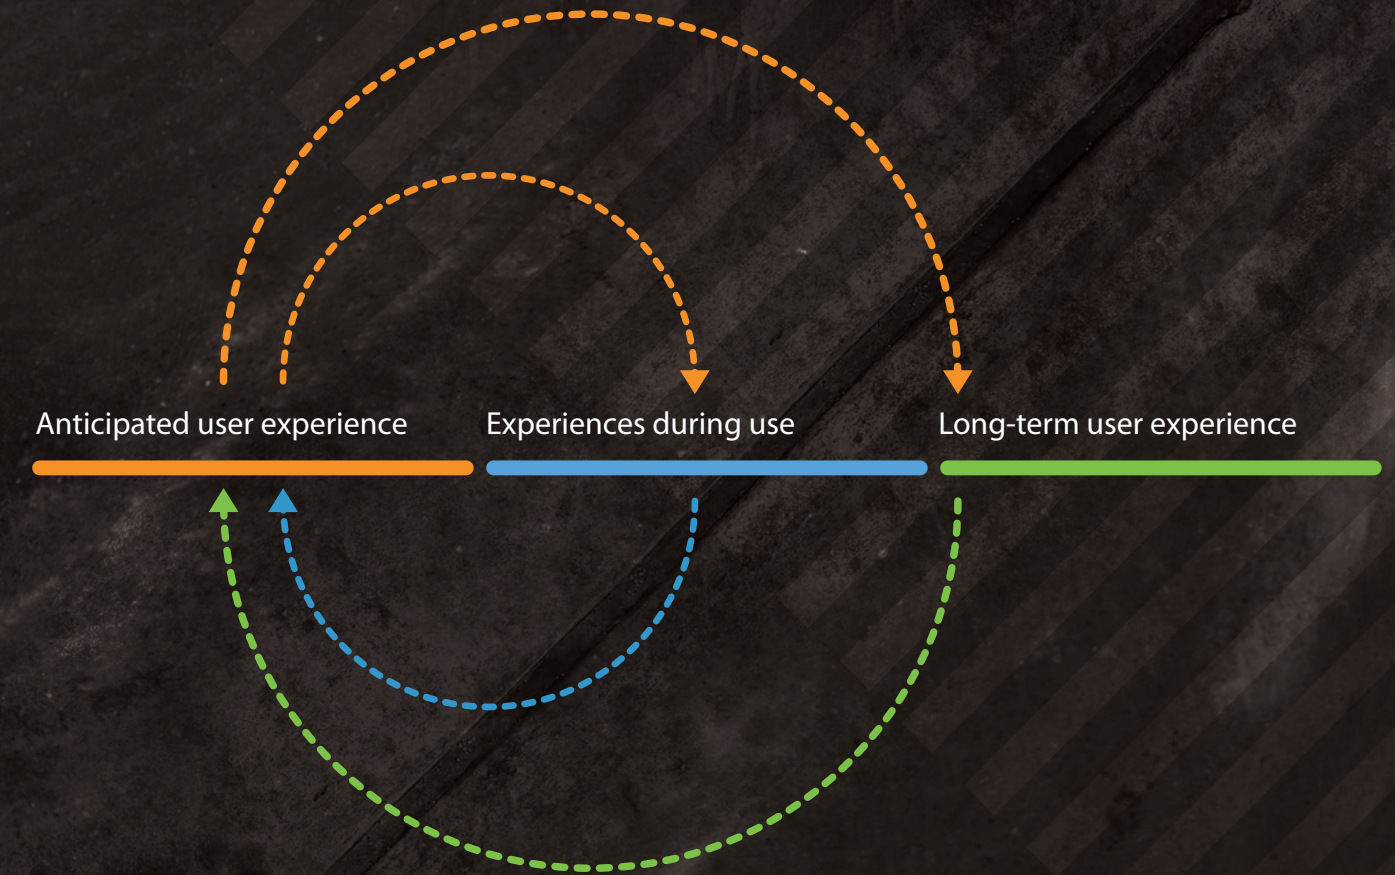 Anticipated user experience
Experiences during use
Long-term user experience